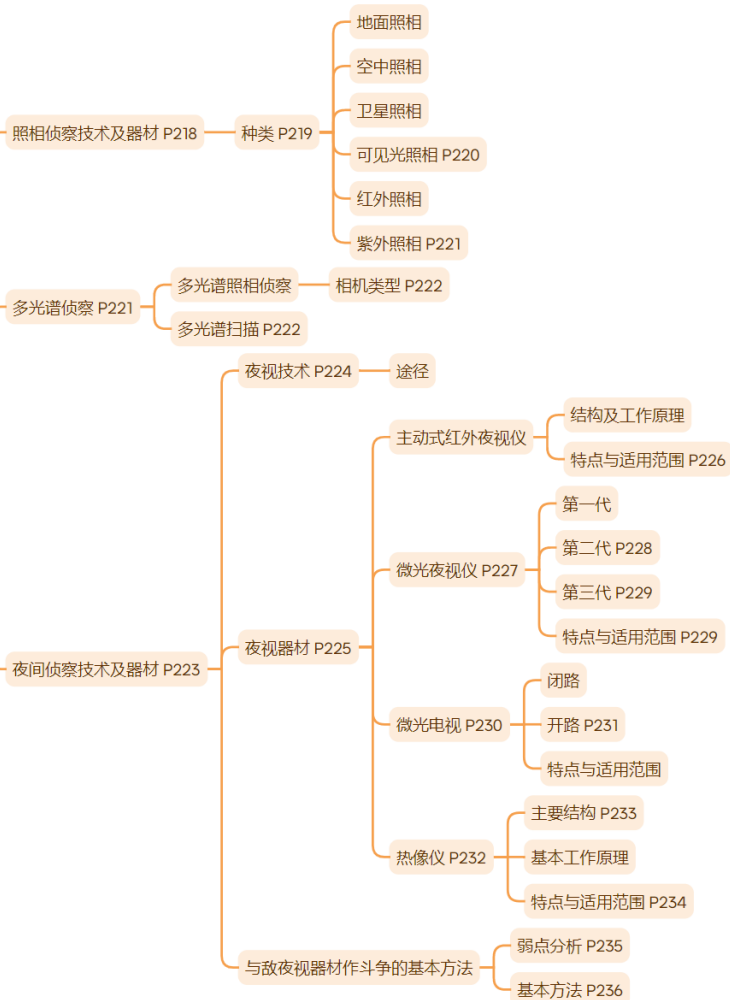 照相侦察技术及器材 P218
种类 P219
地面照相
空中照相
卫星照相
可见光照相 P220
红外照相
紫外照相 P221
多光谱侦察 P221
多光谱照相侦察
相机类型 P222
多光谱扫描 P222
夜间侦察技术及器材 P223
夜视技术 P224
途径
夜视器材 P225
主动式红外夜视仪
结构及工作原理
特点与适用范围 P226
微光夜视仪 P227
第一代
第二代 P228
第三代 P229
特点与适用范围 P229
微光电视 P230
闭路
开路 P231
特点与适用范围
热像仪 P232
主要结构 P233
基本工作原理
特点与适用范围 P234
与敌夜视器材作斗争的基本方法
弱点分析 P235
基本方法 P236